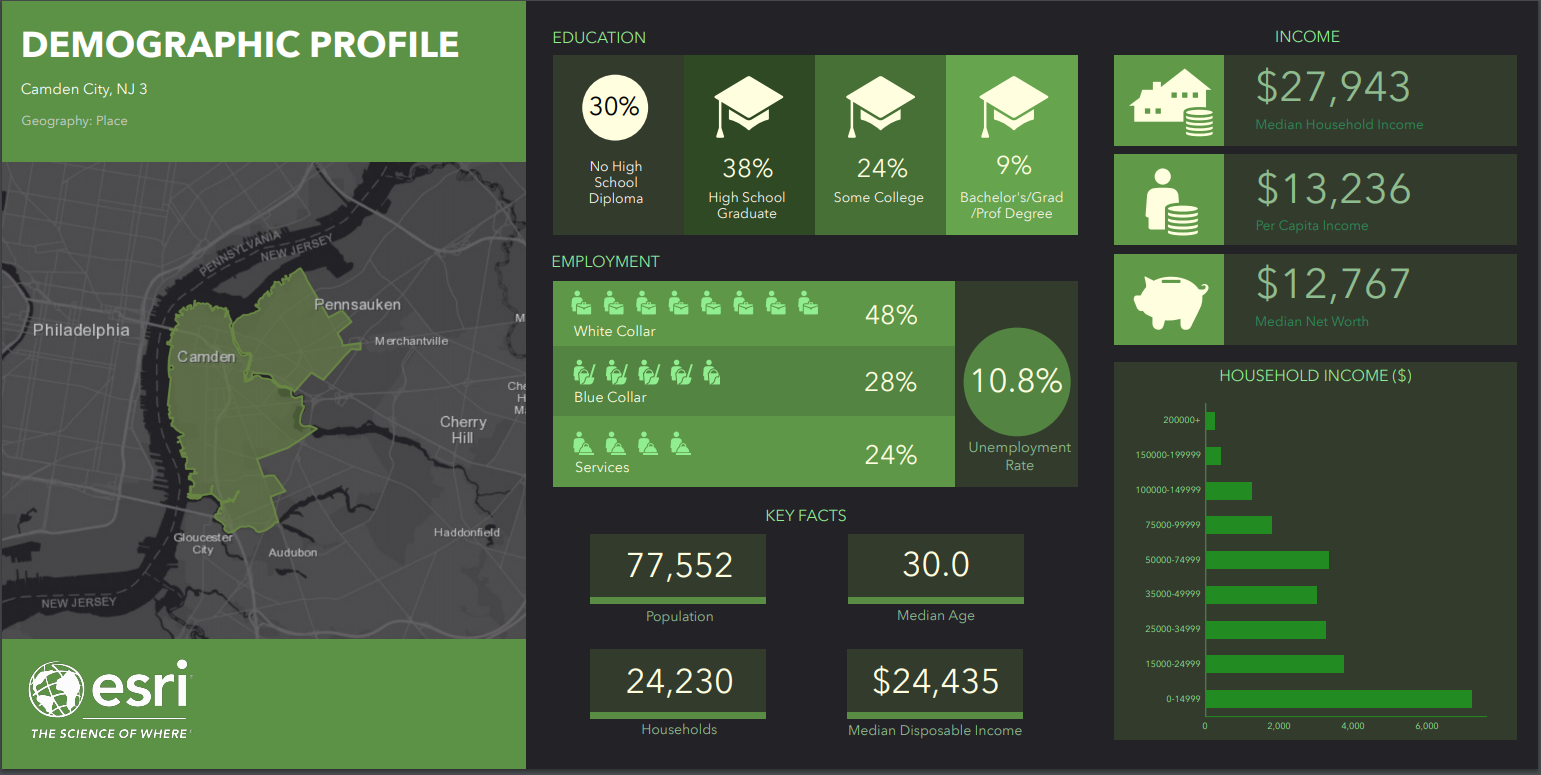 DEMOGRAPHIC PROFILE
Camden City, NJ 3
Geography: Place
PENNSYLVANIA
NEW JERSEY
Pennsauken
Philadelphia
M
Merchantville
Camden
Che
H
M
Cherry
Hill
Gloucester
City
Haddonfield
Audubon
NEW JERSEY
esri
THE SCIENCE OF WHERE
EDUCATION
30%
No High
School
Diploma
38%
High School
Graduate
24%
Some College
9%
Bachelor's/Grad
/Prof Degree
EMPLOYMENT
White Collar
48%
Blue Collar
28%
Services
24%
10.8%
Unemployment
Rate
KEY FACTS
77,552
Population
30.0
Median Age
24,230
Households
$24,435
Median Disposable Income
INCOME
$27,943
Median Household Income
$13,236
Per Capita Income
$12,767
Median Net Worth
HOUSEHOLD INCOME ($)
200000+
150000-199999
100000-149999
75000-99999
50000-74999
35000-49999
25000-34999
15000-24999
0-14999
0 2,000 4,000 6,000